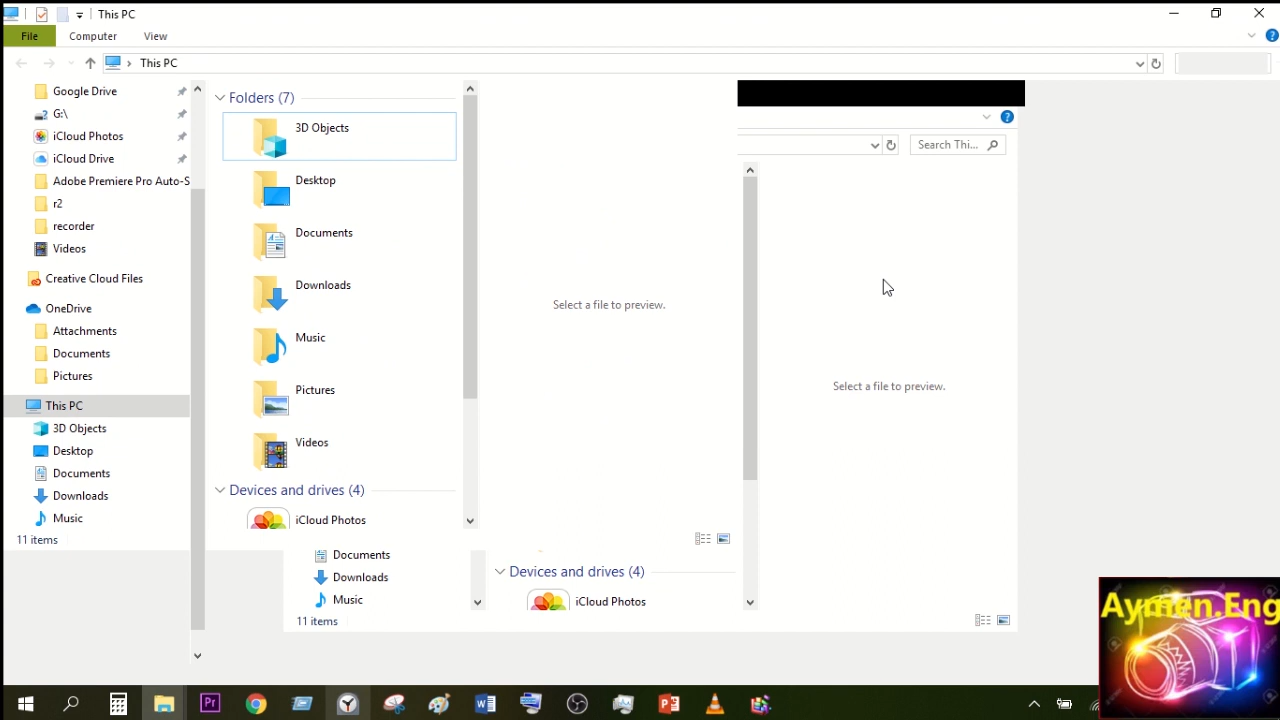 This PC
File
Computer
View
This PC
Google Drive
G:\
iCloud Photos
iCloud Drive
Adobe Premiere Pro Auto-S
r2
recorder
Videos
Creative Cloud Files
OneDrive
Attachments
Documents
Pictures
This PC
3D Objects
Desktop
Documents
Downloads
Music
11 items
Folders (7)
3D Objects
Desktop
Documents
Downloads
Music
Pictures
Videos
Devices and drives (4)
iCloud Photos
Select a file to preview.
Search Thi...
Select a file to preview.
Documents
Downloads
Music
11 items
Devices and drives (4)
iCloud Photos
Aymen.Eng